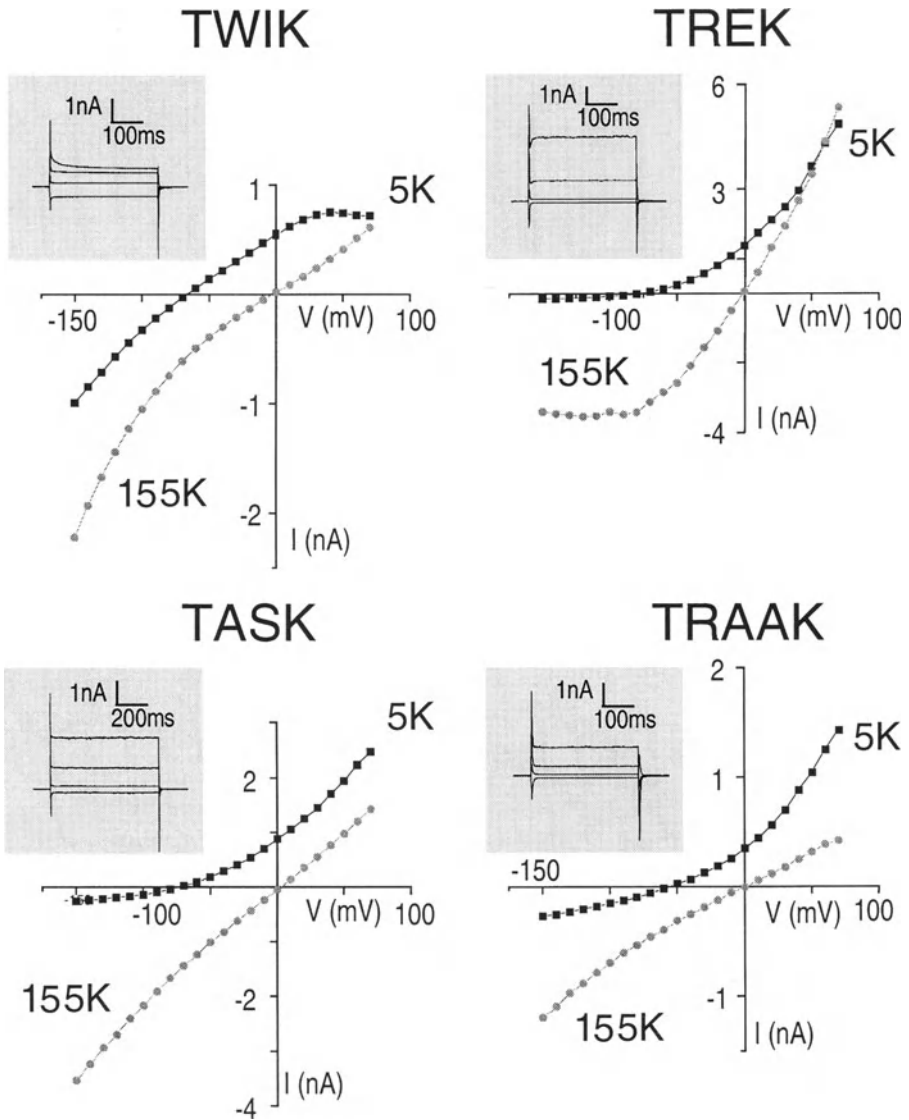 TWIK
1nA
100ms
1
5K
-150
V (mV)
100
-1
155K
-2
I (nA)
TREK
1nA
100ms
6
5K
3
-100
V (mV)
100
155K
-4
I (nA)
TASK
1nA
200ms
5K
2
-100
V (mV)
100
155K
-2
I (nA)
-4
TRAAK
1nA
100ms
2
5K
1
-150
V (mV)
100
-1
155K
I (nA)